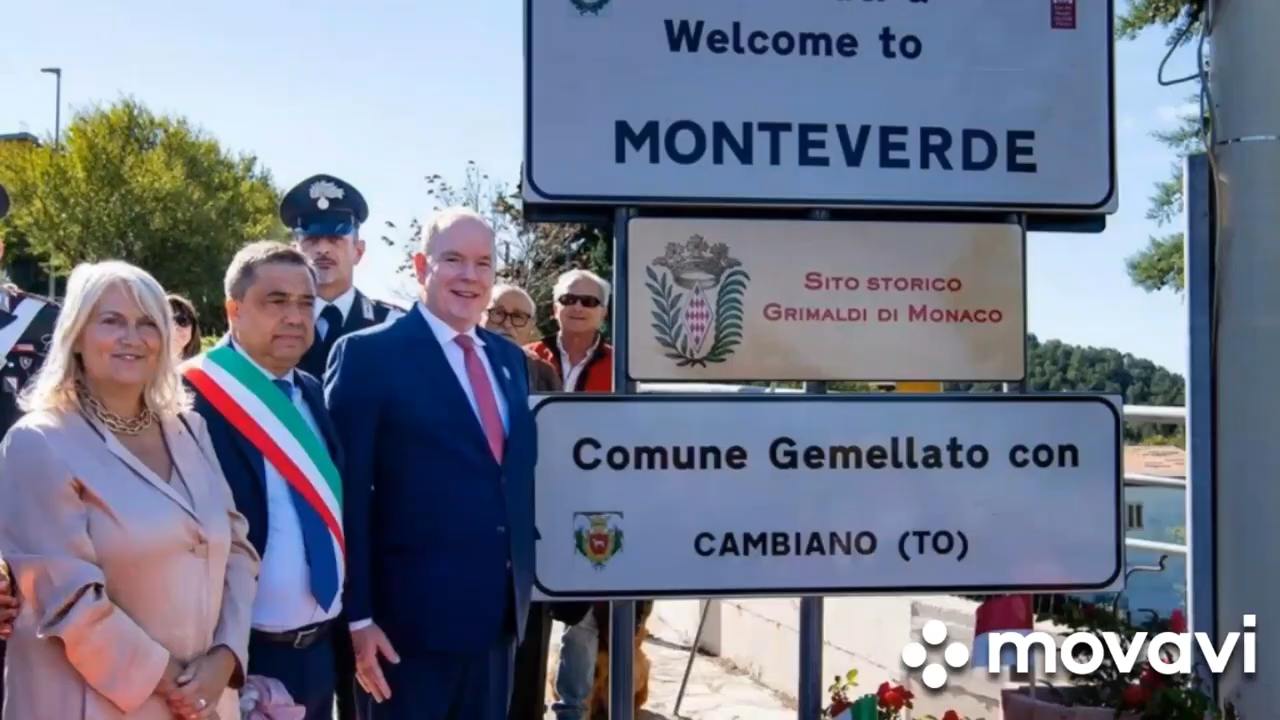 Welcome to
MONTEVERDE
SITO STORICO
GRIMALDI DI MONACO
Comune Gemellato con
CAMBIANO (TO)
movavi